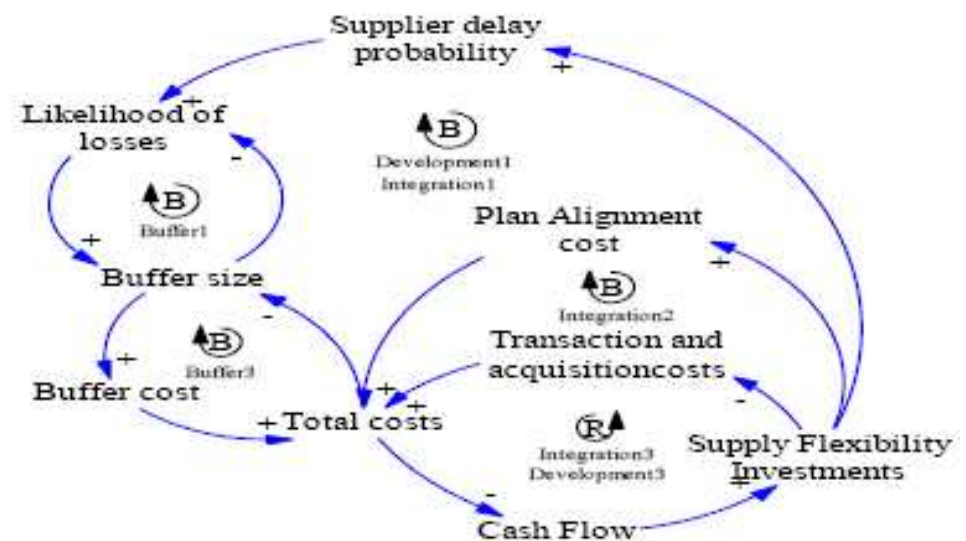 Supplier delay
probability
+
+
Likelihood of
losses
-
B
Development1
Integration1
B
Buffer1
Plan Alignment
cost
+
+
Buffer size
B
Integration2
-
B
Buffer3
Transaction and
acquisitioncosts
+
Buffer cost
-
+
+
+
Total costs
R
Integration3
Development3
Supply Flexibility
Investments
+
-
Cash Flow